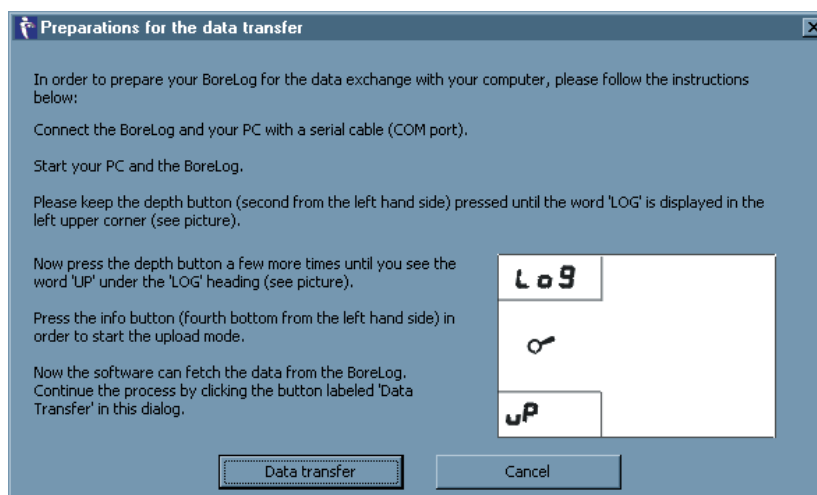 Preparations for the data transfer
In order to prepare your BoreLog for the data exchange with your computer, please follow the instructions
below:
Connect the BoreLog and your PC with a serial cable (COM port).
Start your PC and the BoreLog.
Please keep the depth button (second from the left hand side) pressed until the word 'LOG' is displayed in the
left upper corner (see picture).
Now press the depth button a few more times until you see the
word 'UP' under the 'LOG' heading (see picture).
Press the info button (fourth bottom from the left hand side) in
order to start the upload mode.
Now the software can fetch the data from the BoreLog.
Continue the process by clicking the button labeled 'Data
Transfer' in this dialog.
Log
uP
Data transfer
Cancel